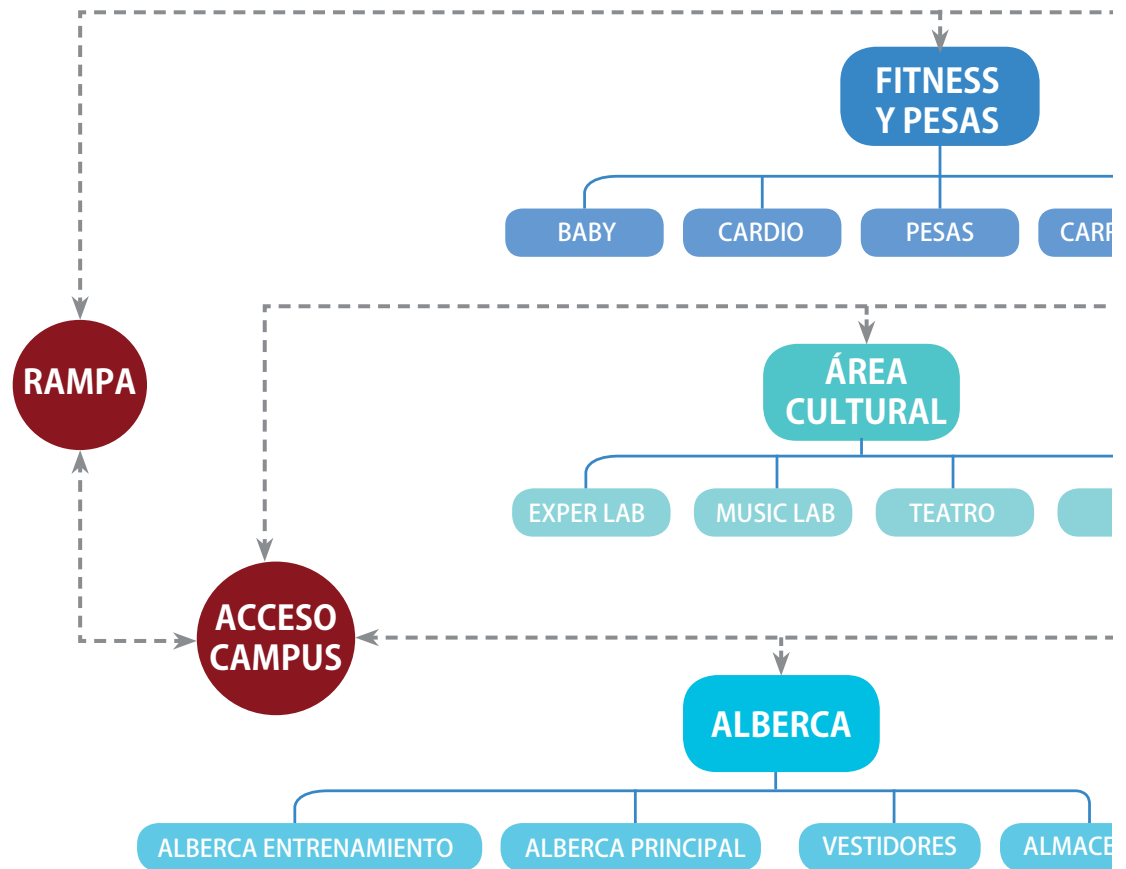 FITNESS
Y PESAS
BABY
CARDIO
PESAS
RAMPA
ÁREA
CULTURAL
EXPER LAB
MUSIC LAB
TEATRO
ACCESO
CAMPUS
ALBERCA
ALBERCA ENTRENAMIENTO
ALBERCA PRINCIPAL
VESTIDORES